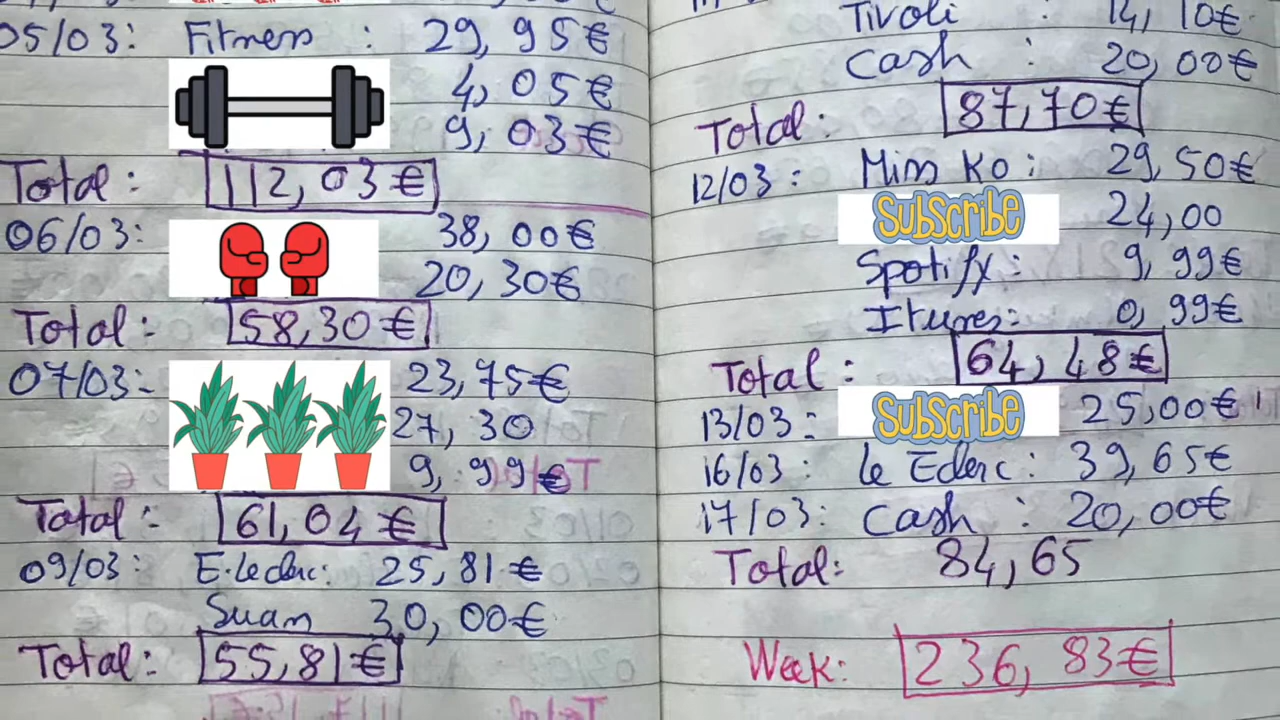 05/03: Fitness : 29,95€
4,05€
9,03€
Total: 112,03€
06/03: 38,00€
20,30€
Total: 58,30€
07/03: 23,75€
27,30
9,99€
Total: 61,04€
09/03: E.Leclerc: 25,81€
30,00€
Total: 55,81€
Tivoli : 14,10€
Cash : 20,00€
Total: 87,70€
12/03: Miss Ko: 29,50€
Subscribe 24,00
Spotify: 9,99€
Itunes: 0,99€
Total: 64,48€
13/03: Subscribe 25,00€
16/03: le Eclerc: 39,65€
17/03: Cash : 20,00€
Total: 84,65
Week: 236,83€